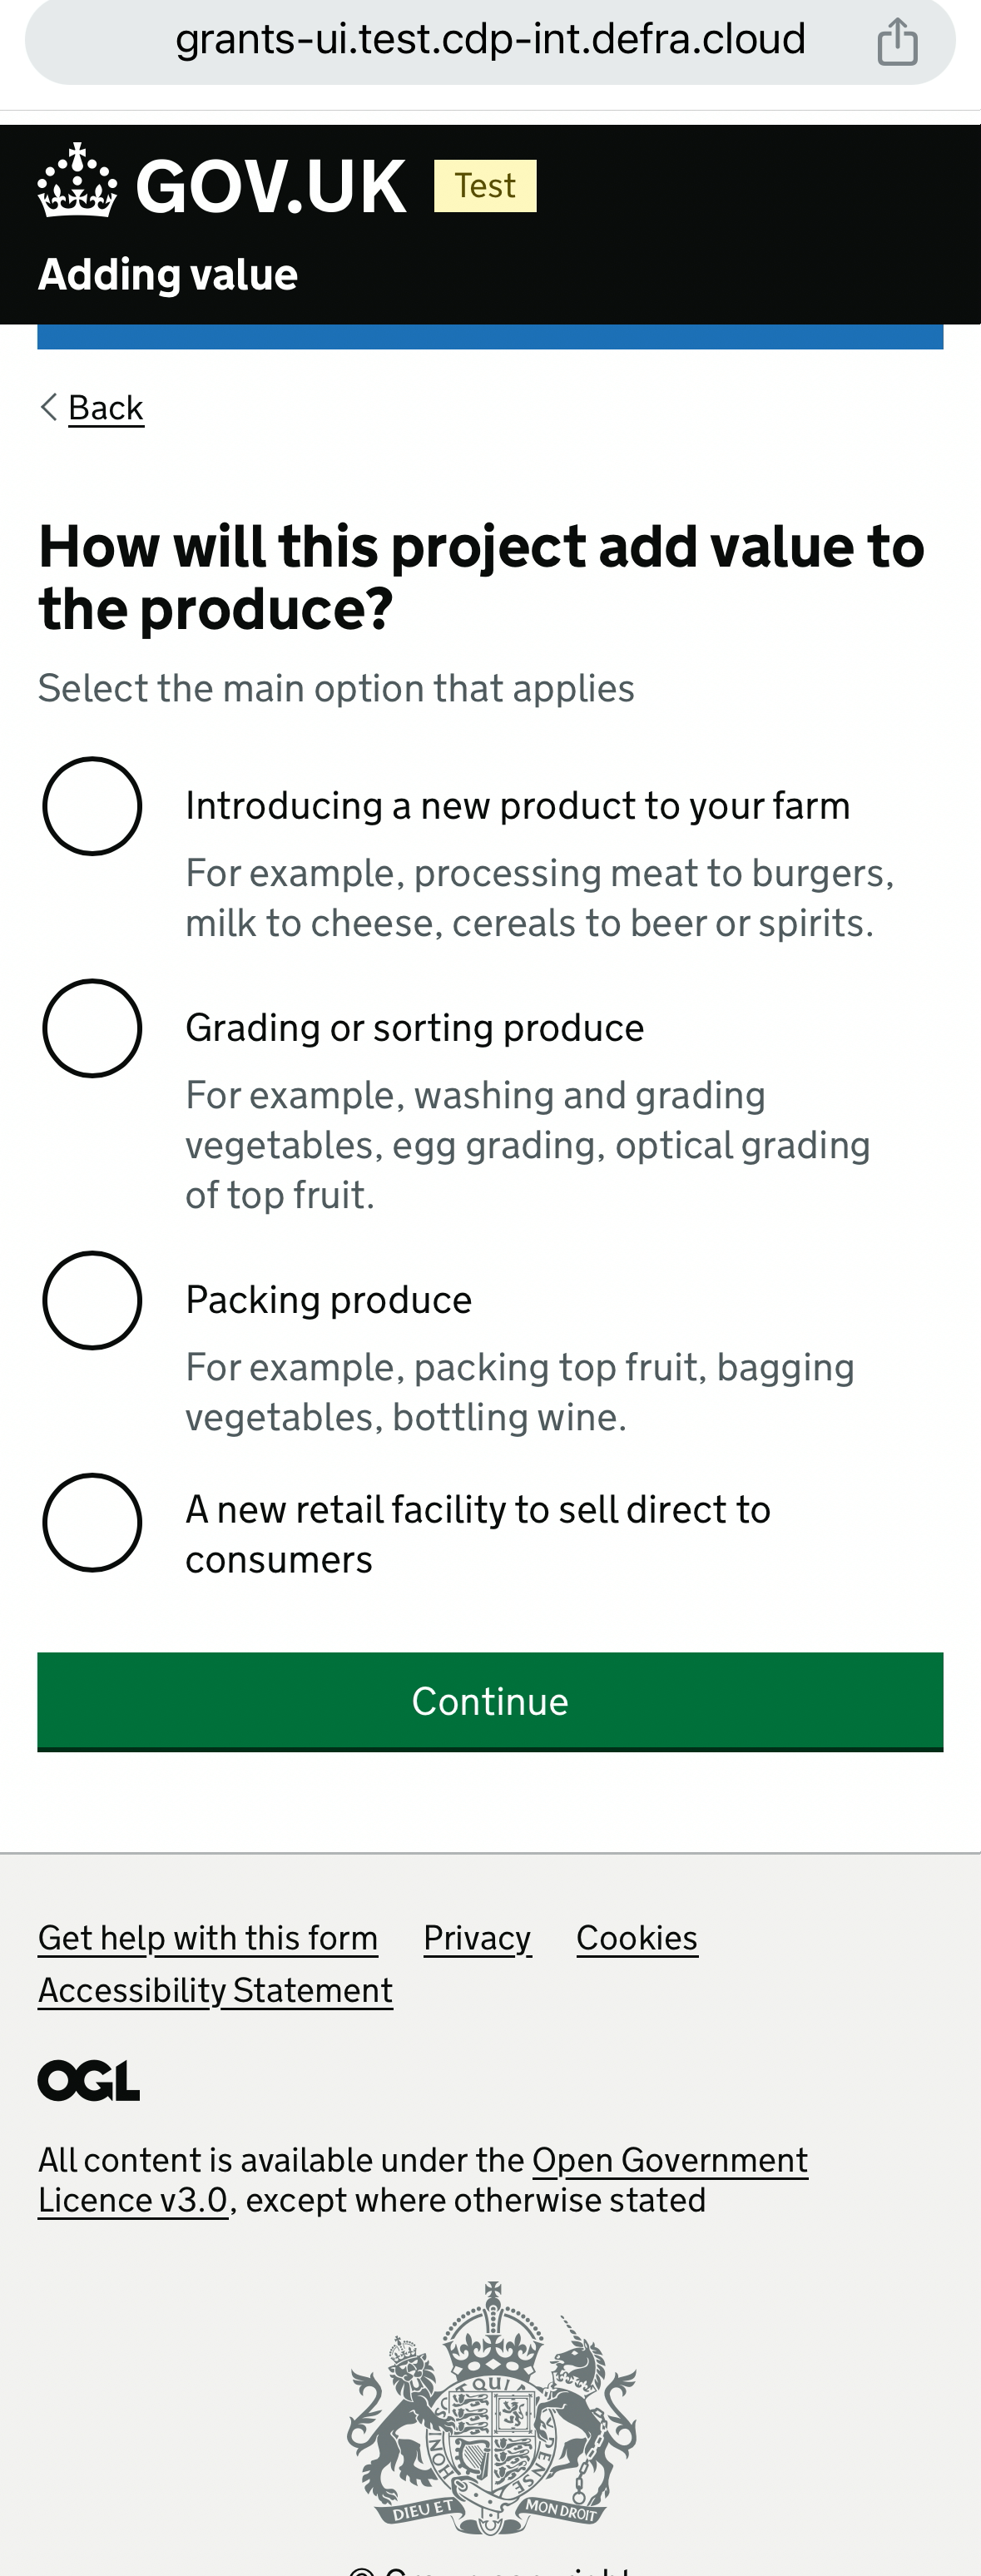 grants-ui.test.cdp-int.defra.cloud
GOV.UK Test
Adding value
Back
How will this project add value to
the produce?
Select the main option that applies
Introducing a new product to your farm
For example, processing meat to burgers,
milk to cheese, cereals to beer or spirits.
Grading or sorting produce
For example, washing and grading
vegetables, egg grading, optical grading
of top fruit.
Packing produce
For example, packing top fruit, bagging
vegetables, bottling wine.
A new retail facility to sell direct to
consumers
Continue
Get help with this form Privacy Cookies
Accessibility Statement
OGL
All content is available under the Open Government
Licence v3.0, except where otherwise stated
QUI
HONI
PENSE
DIEU ET MON DROIT